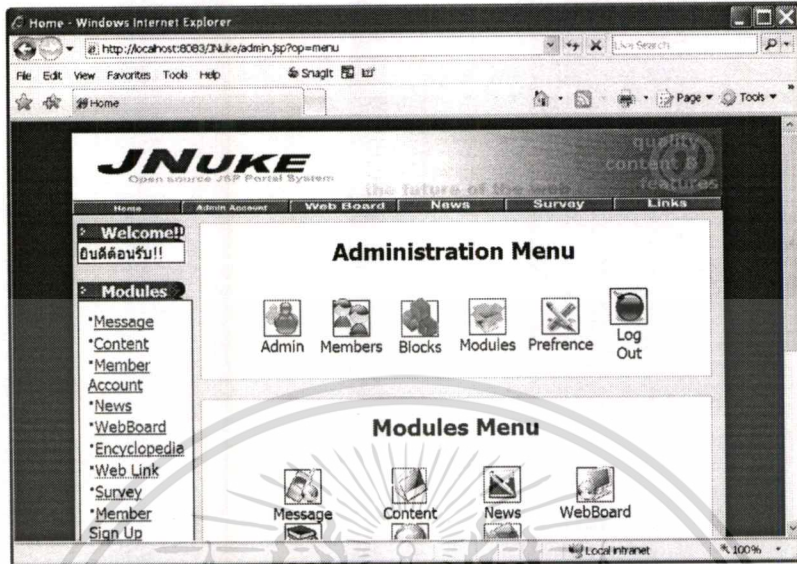 Home - Windows Internet Explorer
http://localhost:8083/JNuke/admin.jsp?op=menu
Live Search
File Edit View Favorites Tools Help
SnagIt
Home
Page
Tools
JNUKE
Open source JSP Portal System
the future of the web
quality
content &
features
Home
Admin Account
Web Board
News
Survey
Links
Welcome!!
ยินดีต้อนรับ!!
Modules
Message
Content
Member
Account
News
WebBoard
Encyclopedia
Web Link
Survey
Member
Sign Up
Administration Menu
Admin
Members
Blocks
Modules
Prefrence
Log
Out
Modules Menu
Message
Content
News
WebBoard
Local intranet
100%